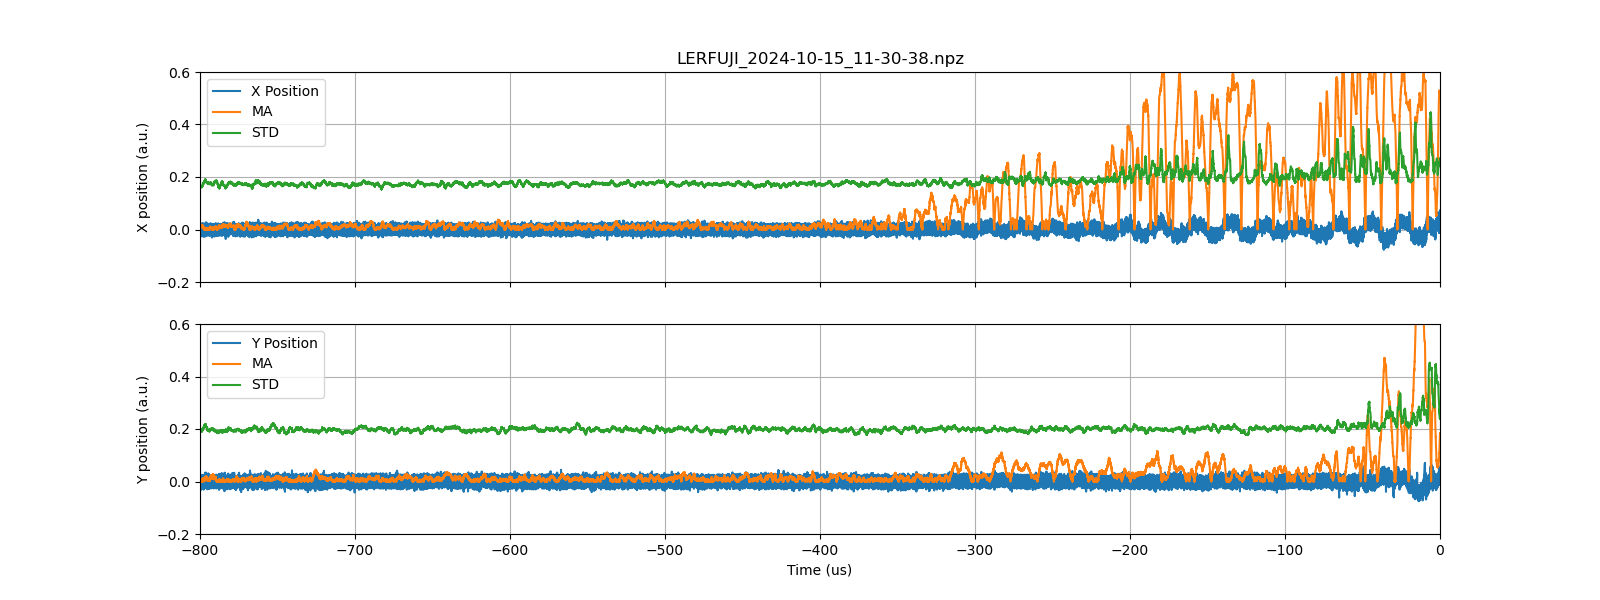 LERFUJI_2024-10-15_11-30-38.npz
0.6
0.4
0.2
0.0
−0.2
X position (a.u.)
X Position
MA
STD
0.6
0.4
0.2
0.0
−0.2
Y position (a.u.)
Y Position
MA
STD
−800 −700 −600 −500 −400 −300 −200 −100 0
Time (us)